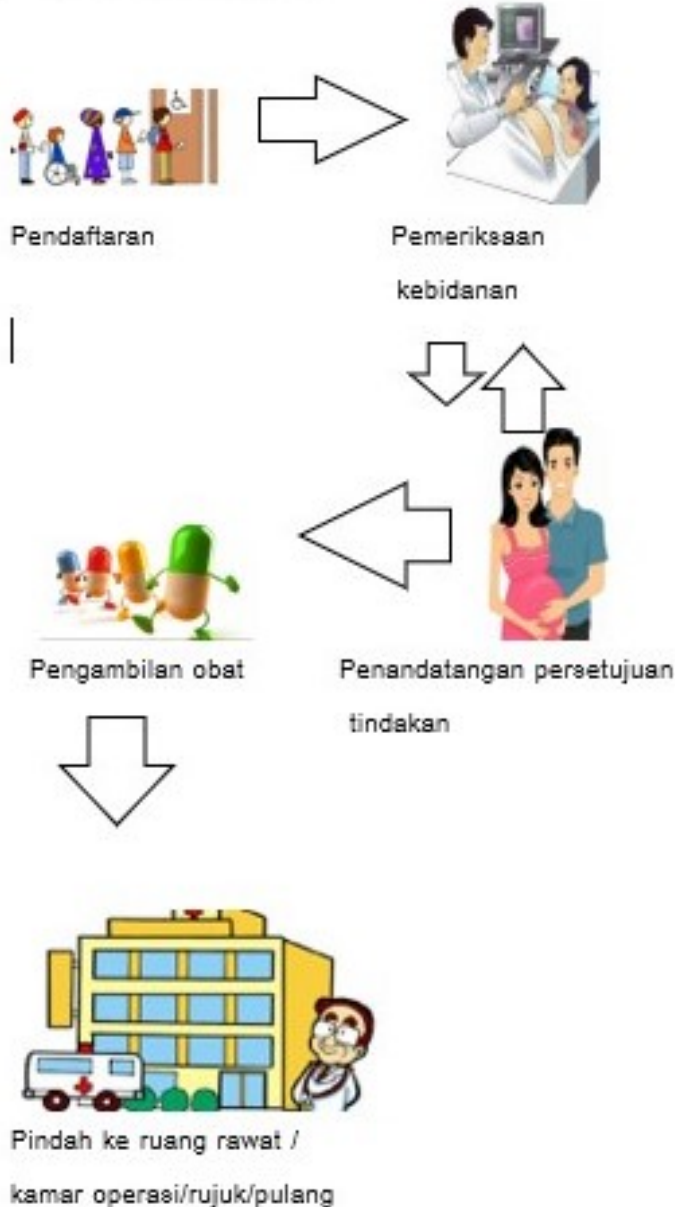 Pendaftaran
Pemeriksaan
kebidanan
Pengambilan obat
Penandatangan persetujuan
tindakan
Pindah ke ruang rawat /
kamar operasi/rujuk/pulang